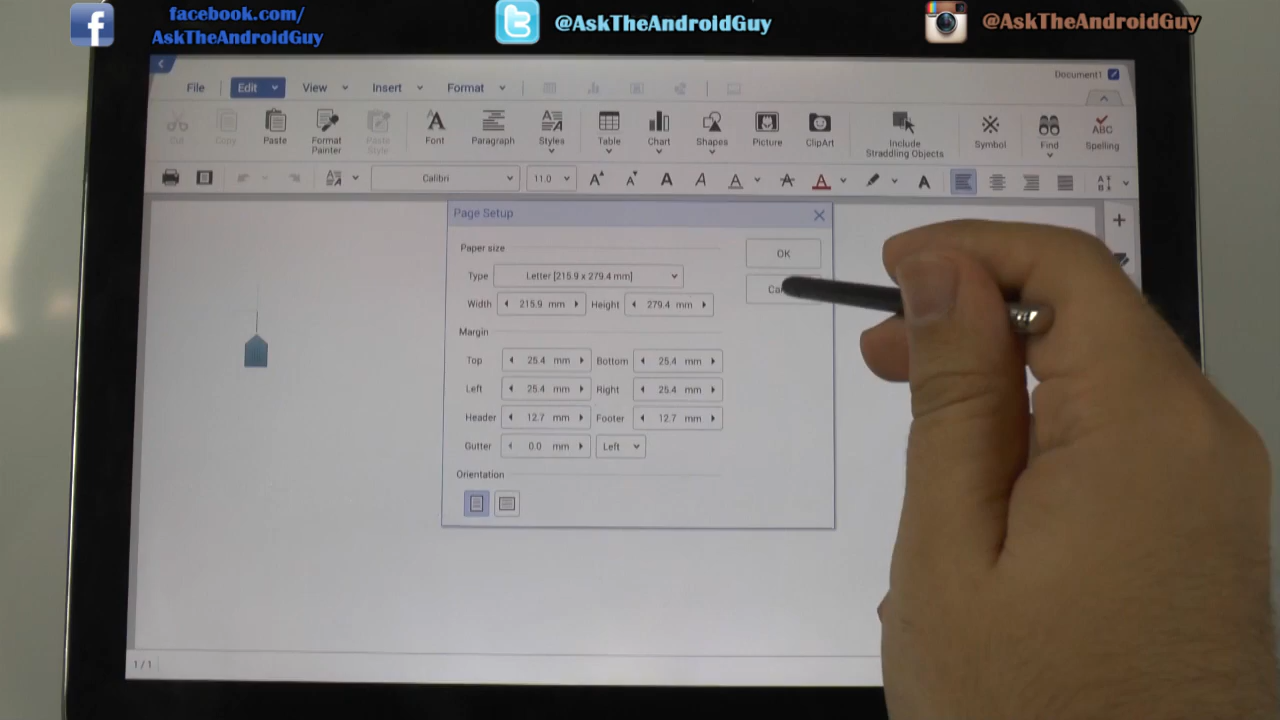 facebook.com/
AskTheAndroidGuy
@AskTheAndroidGuy
@AskTheAndroidGuy
Document1
File Edit View Insert Format
Cut Copy Paste Format Painter Paste Style Font Paragraph Styles Table Chart Shapes Picture ClipArt Include Straddling Objects Symbol Find Spelling
Calibri 11.0
Page Setup
Paper size
OK
Type Letter [215.9 x 279.4 mm]
Width 215.9 mm Height 279.4 mm
Margin
Top 25.4 mm Bottom 25.4 mm
Left 25.4 mm Right 25.4 mm
Header 12.7 mm Footer 12.7 mm
Gutter 0.0 mm Left
Orientation
1/1